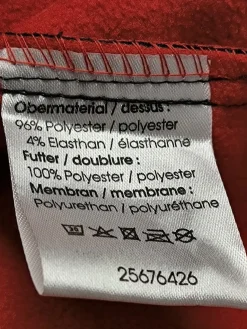 Obermaterial / dessus :
96% Polyester / polyester
4% Elasthan / élasthanne
Futter / doublure :
100% Polyester / polyester
Membran / membrane :
Polyurethan / polyuréthane
25676426